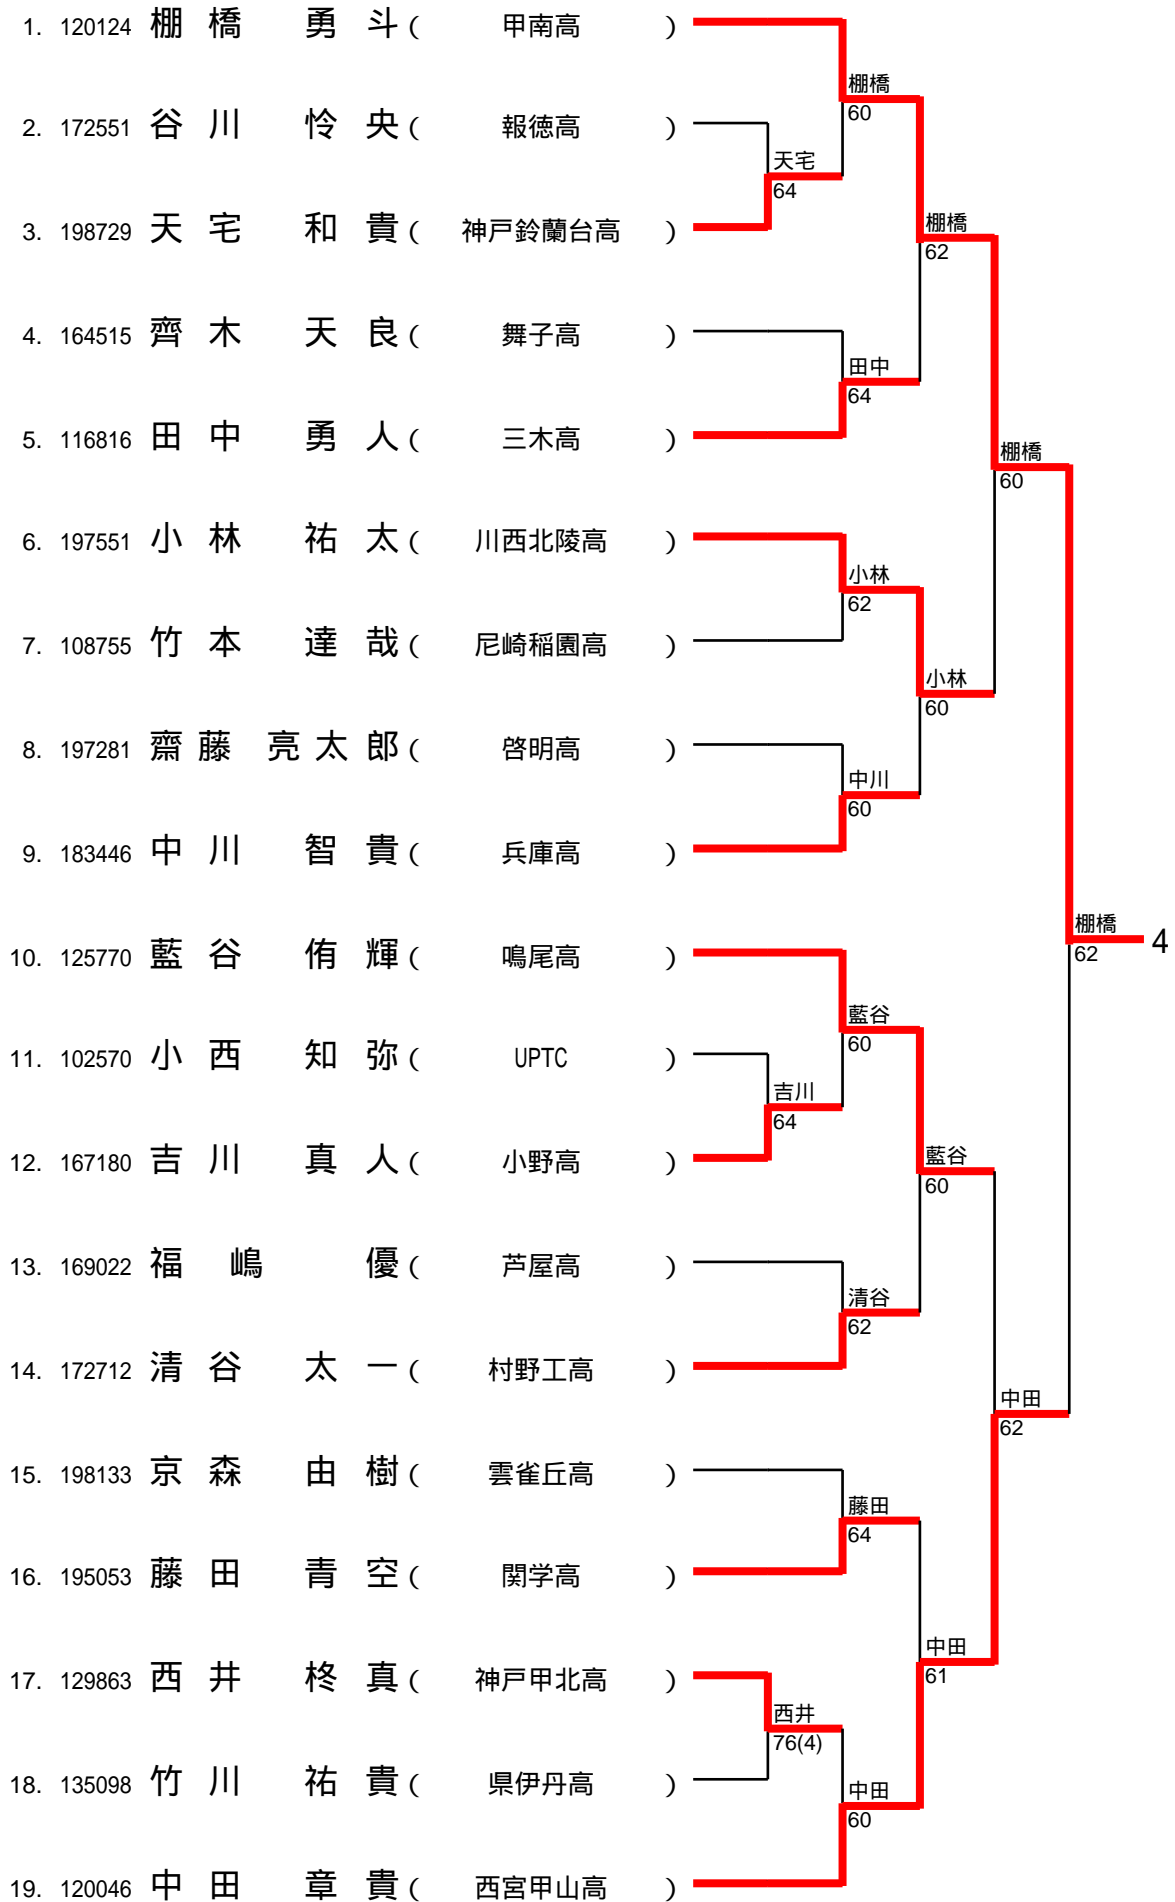 1. 120124 棚橋 勇斗 ( 甲南高 )
棚橋
60
2. 172551 谷川 怜央 ( 報徳高 )
天宅
64
3. 198729 天宅 和貴 ( 神戸鈴蘭台高 )
棚橋
62
4. 164515 齊木 天良 ( 舞子高 )
田中
64
5. 116816 田中 勇人 ( 三木高 )
棚橋
60
6. 197551 小林 祐太 ( 川西北陵高 )
小林
62
7. 108755 竹本 達哉 ( 尼崎稲園高 )
小林
60
8. 197281 齋藤 亮太郎 ( 啓明高 )
中川
60
9. 183446 中川 智貴 ( 兵庫高 )
棚橋
62
4
10. 125770 藍谷 侑輝 ( 鳴尾高 )
藍谷
60
11. 102570 小西 知弥 ( UPTC )
吉川
64
12. 167180 吉川 真人 ( 小野高 )
藍谷
60
13. 169022 福嶋 優 ( 芦屋高 )
清谷
62
14. 172712 清谷 太一 ( 村野工高 )
中田
62
15. 198133 京森 由樹 ( 雲雀丘高 )
藤田
64
16. 195053 藤田 青空 ( 関学高 )
中田
61
17. 129863 西井 柊真 ( 神戸甲北高 )
西井
76(4)
18. 135098 竹川 祐貴 ( 県伊丹高 )
中田
60
19. 120046 中田 章貴 ( 西宮甲山高 )